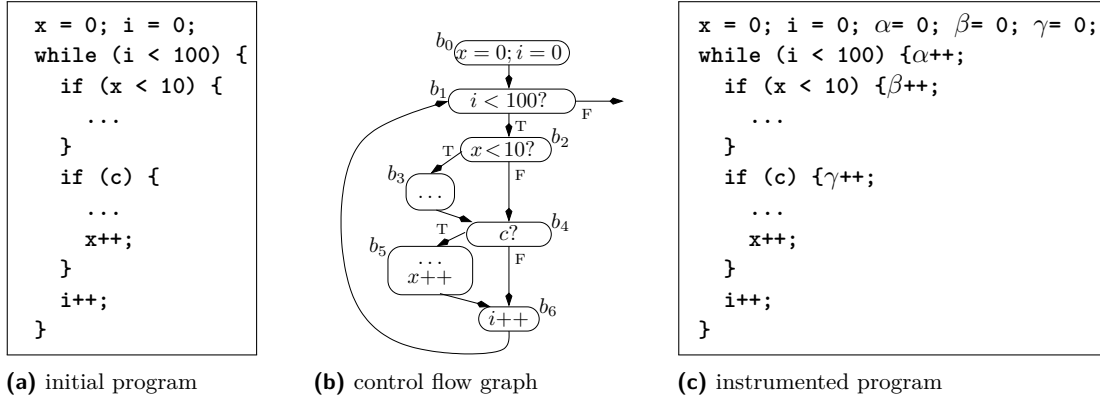 x = 0; i = 0;
while (i < 100) {
if (x < 10) {
...
}
if (c) {
...
x++;
}
i++;
}
(a) initial program
b0
x = 0; i = 0
b1
i < 100?
F
T
x<10?
b2
T
F
b3
...
c?
b4
T
F
b5
...
x++
i++
b6
(b) control flow graph
x = 0; i = 0; α= 0; β= 0; γ= 0;
while (i < 100) {α++;
if (x < 10) {β++;
...
}
if (c) {γ++;
...
x++;
}
i++;
}
(c) instrumented program